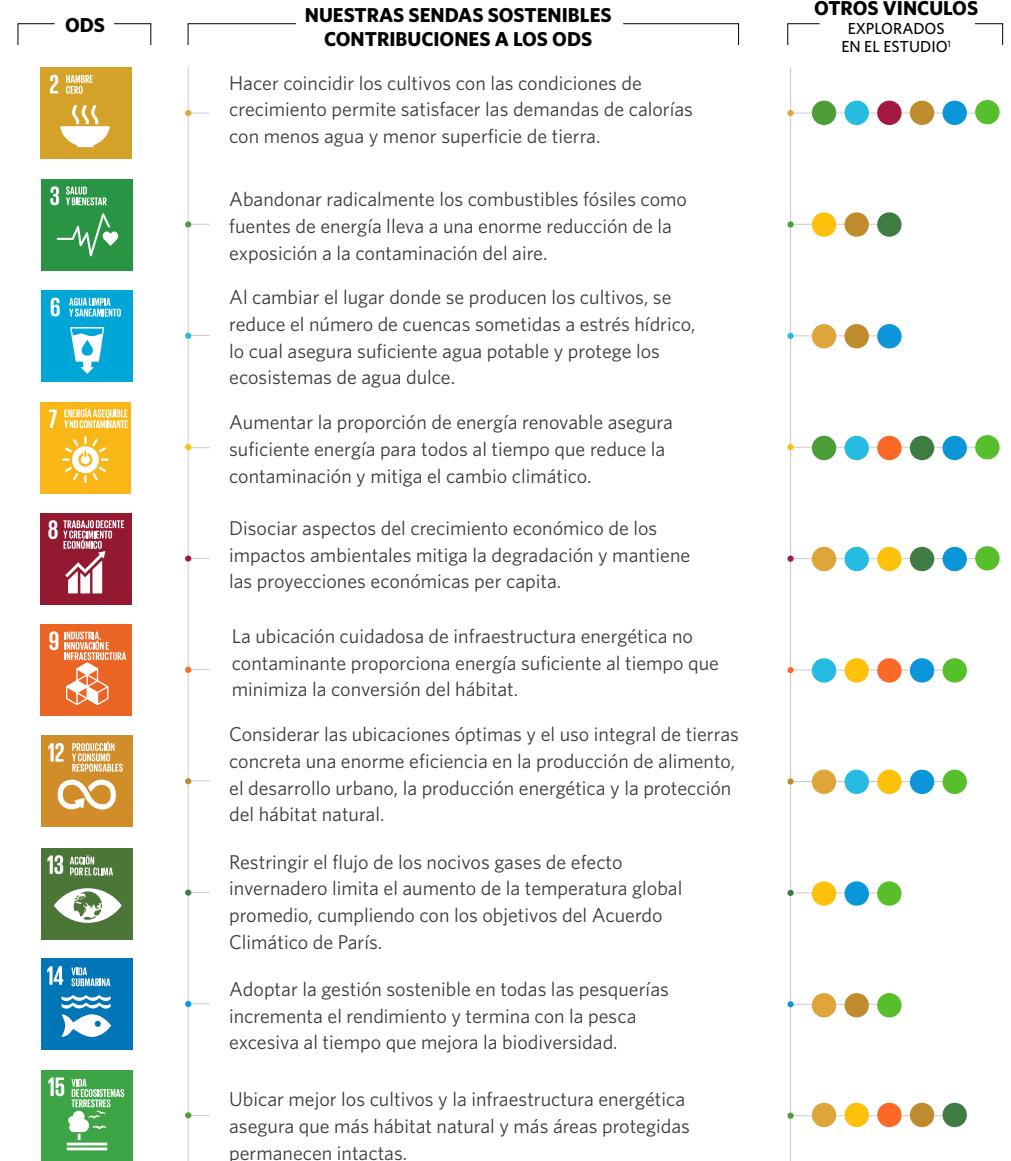 ODS
NUESTRAS SENDAS SOSTENIBLES
CONTRIBUCIONES A LOS ODS
OTROS VÍNCULOS
EXPLORADOS
EN EL ESTUDIO¹
2 HAMBRE
CERO
Hacer coincidir los cultivos con las condiciones de
crecimiento permite satisfacer las demandas de calorías
con menos agua y menor superficie de tierra.
3 SALUD
Y BIENESTAR
Abandonar radicalmente los combustibles fósiles como
fuentes de energía lleva a una enorme reducción de la
exposición a la contaminación del aire.
6 AGUA LIMPIA
Y SANEAMIENTO
Al cambiar el lugar donde se producen los cultivos, se
reduce el número de cuencas sometidas a estrés hídrico,
lo cual asegura suficiente agua potable y protege los
ecosistemas de agua dulce.
7 ENERGÍA ASEQUIBLE
Y NO CONTAMINANTE
Aumentar la proporción de energía renovable asegura
suficiente energía para todos al tiempo que reduce la
contaminación y mitiga el cambio climático.
8 TRABAJO DECENTE
Y CRECIMIENTO
ECONÓMICO
Disociar aspectos del crecimiento económico de los
impactos ambientales mitiga la degradación y mantiene
las proyecciones económicas per capita.
9 INDUSTRIA,
INNOVACIÓN E
INFRAESTRUCTURA
La ubicación cuidadosa de infraestructura energética no
contaminante proporciona energía suficiente al tiempo que
minimiza la conversión del hábitat.
12 PRODUCCIÓN
Y CONSUMO
RESPONSABLES
Considerar las ubicaciones óptimas y el uso integral de tierras
concreta una enorme eficiencia en la producción de alimento,
el desarrollo urbano, la producción energética y la protección
del hábitat natural.
13 ACCIÓN
POR EL CLIMA
Restringir el flujo de los nocivos gases de efecto
invernadero limita el aumento de la temperatura global
promedio, cumpliendo con los objetivos del Acuerdo
Climático de París.
14 VIDA
SUBMARINA
Adoptar la gestión sostenible en todas las pesquerías
incrementa el rendimiento y termina con la pesca
excesiva al tiempo que mejora la biodiversidad.
15 VIDA
DE ECOSISTEMAS
TERRESTRES
Ubicar mejor los cultivos y la infraestructura energética
asegura que más hábitat natural y más áreas protegidas
permanecen intactas.